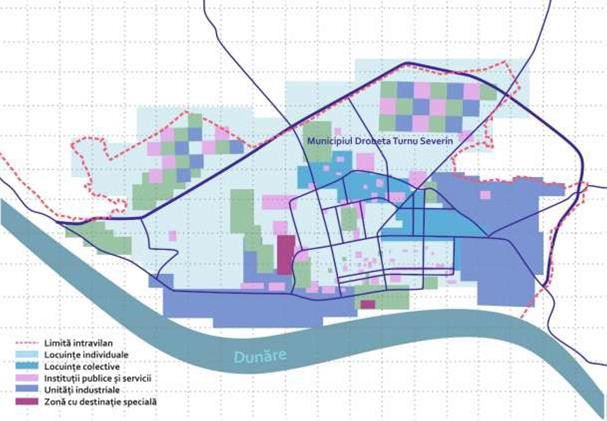 Municipiul Drobeta Turnu Severin
Dunăre
Limită intravilan
Locuințe individuale
Locuințe colective
Instituții publice și servicii
Unități industriale
Zonă cu destinație specială